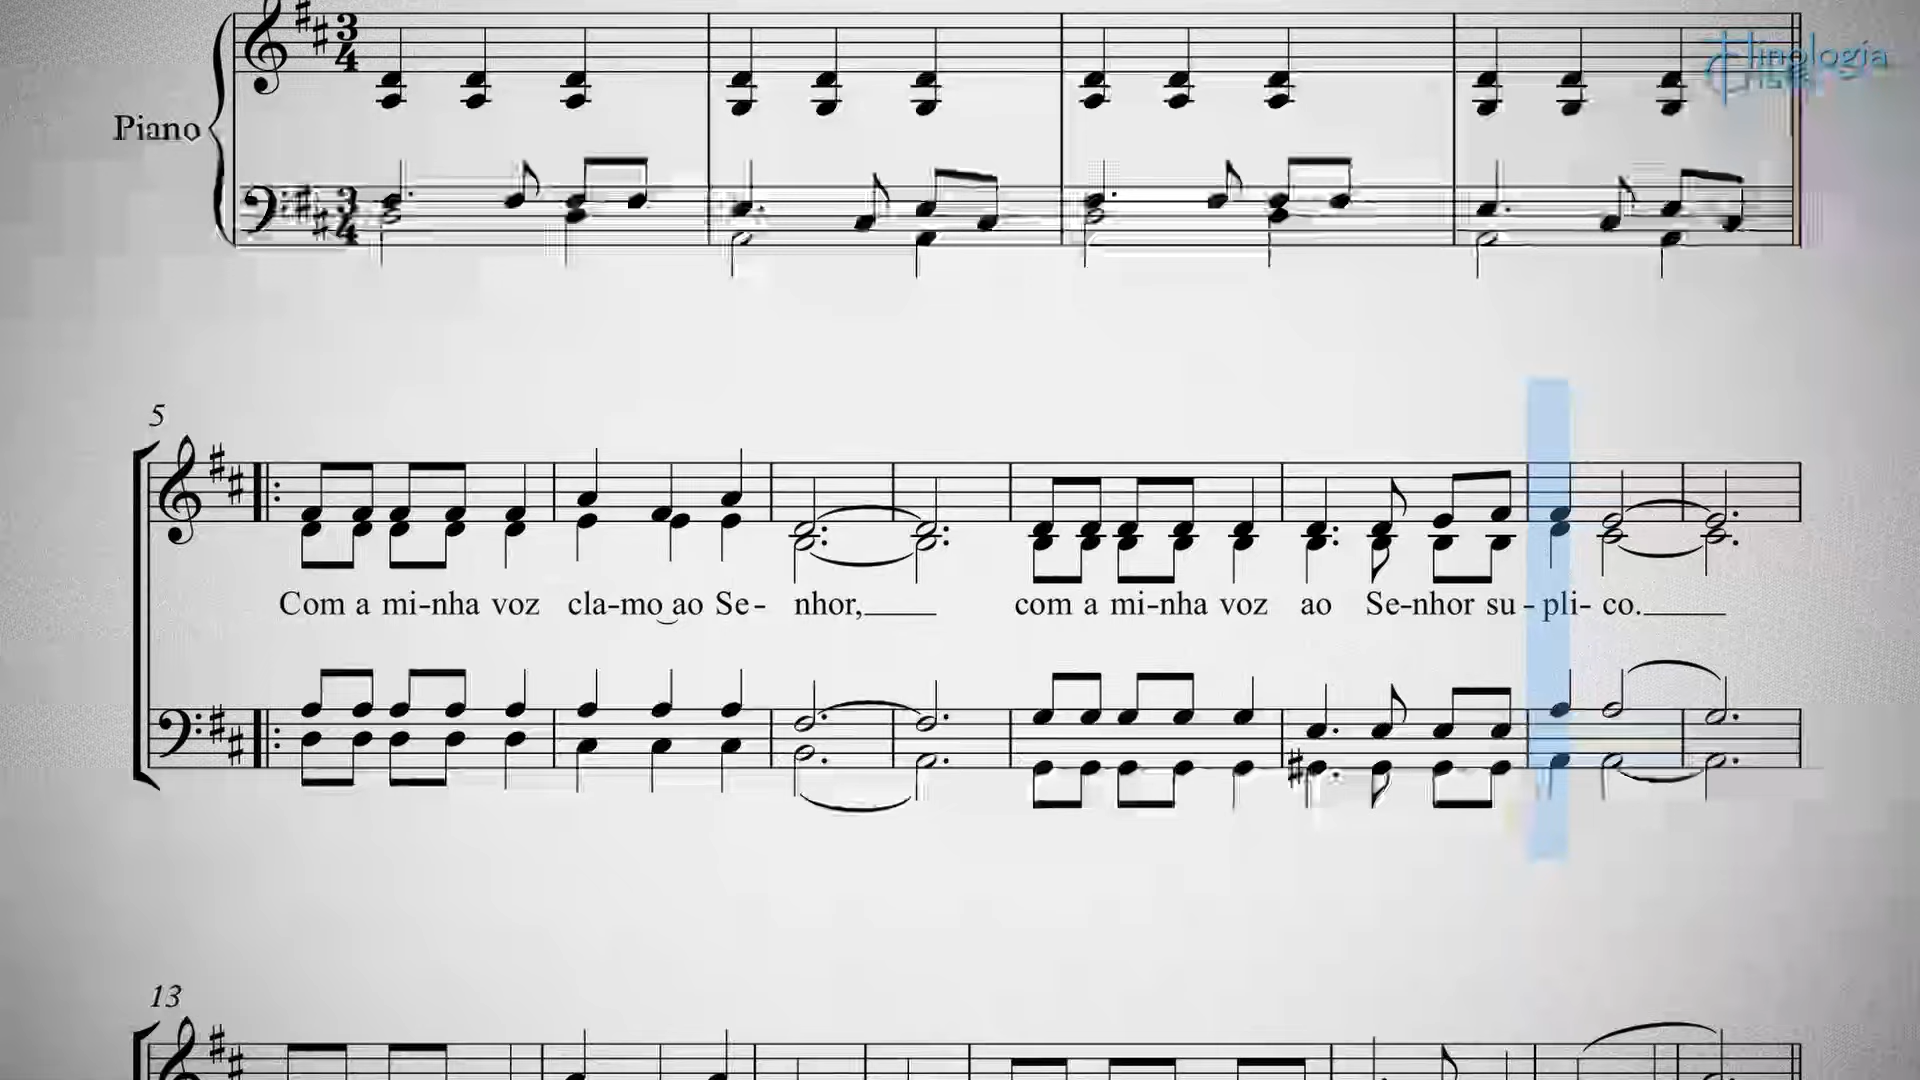 Hinologia
Piano
5
Com a mi-nha voz cla-mo ao Se- nhor, com a mi-nha voz ao Se-nhor su-pli-co.
13